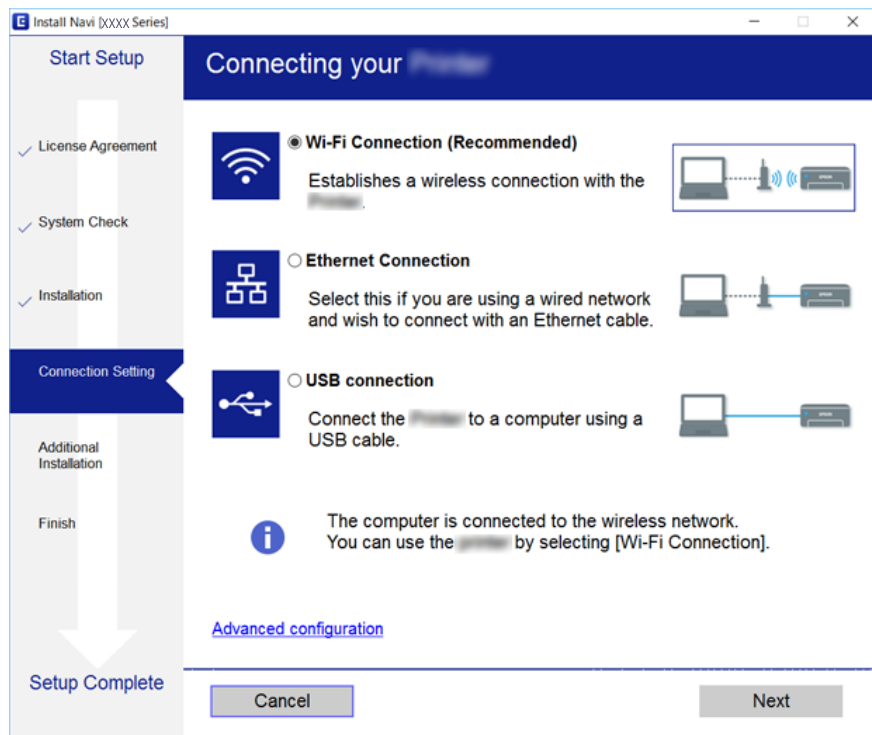 Install Navi [XXXX Series]
Start Setup
License Agreement
System Check
Installation
Connection Setting
Additional
Installation
Finish
Setup Complete
Connecting your
Wi-Fi Connection (Recommended)
Establishes a wireless connection with the
.
Ethernet Connection
Select this if you are using a wired network
and wish to connect with an Ethernet cable.
USB connection
Connect the to a computer using a
USB cable.
The computer is connected to the wireless network.
You can use the by selecting [Wi-Fi Connection].
Advanced configuration
Cancel
Next